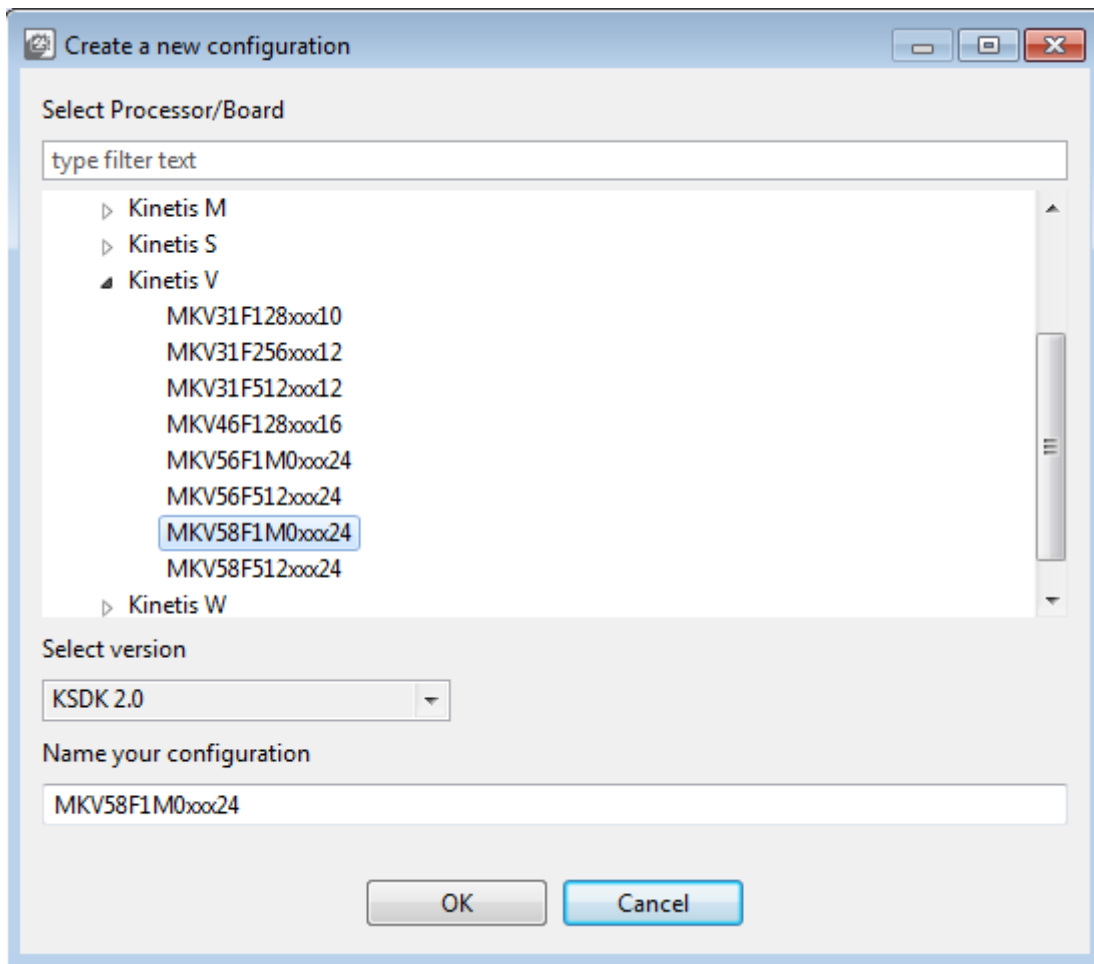 Create a new configuration
Select Processor/Board
type filter text
Kinetis M
Kinetis S
Kinetis V
MKV31F128xxx10
MKV31F256xxx12
MKV31F512xxx12
MKV46F128xxx16
MKV56F1M0xxx24
MKV56F512xxx24
MKV58F1M0xxx24
MKV58F512xxx24
Kinetis W
Select version
KSDK 2.0
Name your configuration
MKV58F1M0xxx24
OK Cancel